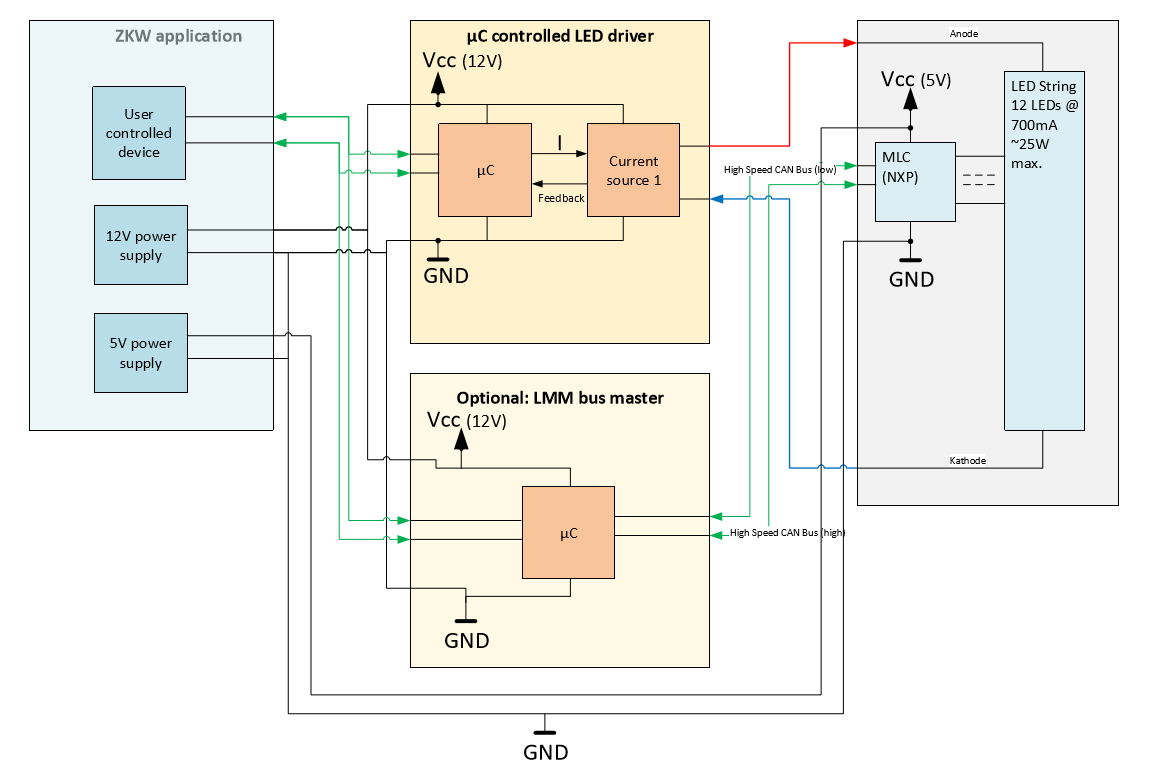 ZKW application
User
controlled
device
12V power
supply
5V power
supply
µC controlled LED driver
Vcc (12V)
µC
I
Feedback
Current
source 1
GND
Optional: LMM bus master
Vcc (12V)
µC
GND
High Speed CAN Bus (low)
High Speed CAN Bus (high)
Anode
Vcc (5V)
MLC
(NXP)
GND
LED String
12 LEDs @
700mA
~25W
max.
Kathode
GND